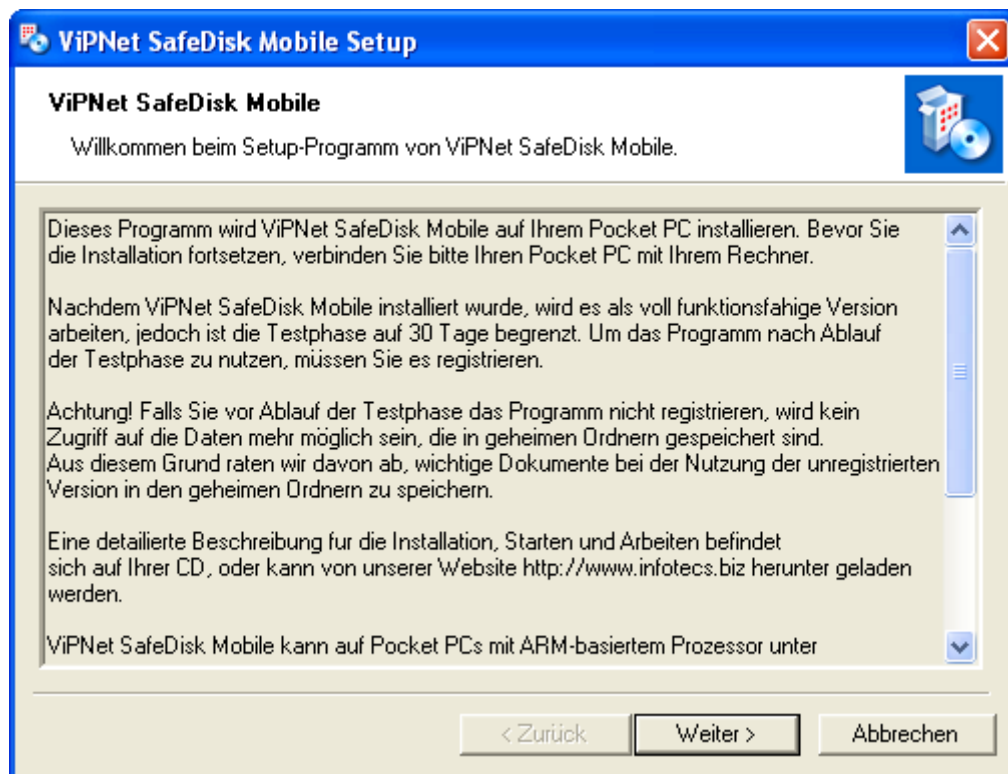 ViPNet SafeDisk Mobile Setup
ViPNet SafeDisk Mobile
Willkommen beim Setup-Programm von ViPNet SafeDisk Mobile.
Dieses Programm wird ViPNet SafeDisk Mobile auf Ihrem Pocket PC installieren. Bevor Sie
die Installation fortsetzen, verbinden Sie bitte Ihren Pocket PC mit Ihrem Rechner.
Nachdem ViPNet SafeDisk Mobile installiert wurde, wird es als voll funktionsfahige Version
arbeiten, jedoch ist die Testphase auf 30 Tage begrenzt. Um das Programm nach Ablauf
der Testphase zu nutzen, müssen Sie es registrieren.
Achtung! Falls Sie vor Ablauf der Testphase das Programm nicht registrieren, wird kein
Zugriff auf die Daten mehr möglich sein, die in geheimen Ordnern gespeichert sind.
Aus diesem Grund raten wir davon ab, wichtige Dokumente bei der Nutzung der unregistrierten
Version in den geheimen Ordnern zu speichern.
Eine detailierte Beschreibung fur die Installation, Starten und Arbeiten befindet
sich auf Ihrer CD, oder kann von unserer Website http://www.infotecs.biz herunter geladen
werden.
ViPNet SafeDisk Mobile kann auf Pocket PCs mit ARM-basiertem Prozessor unter
< Zurück
Weiter >
Abbrechen